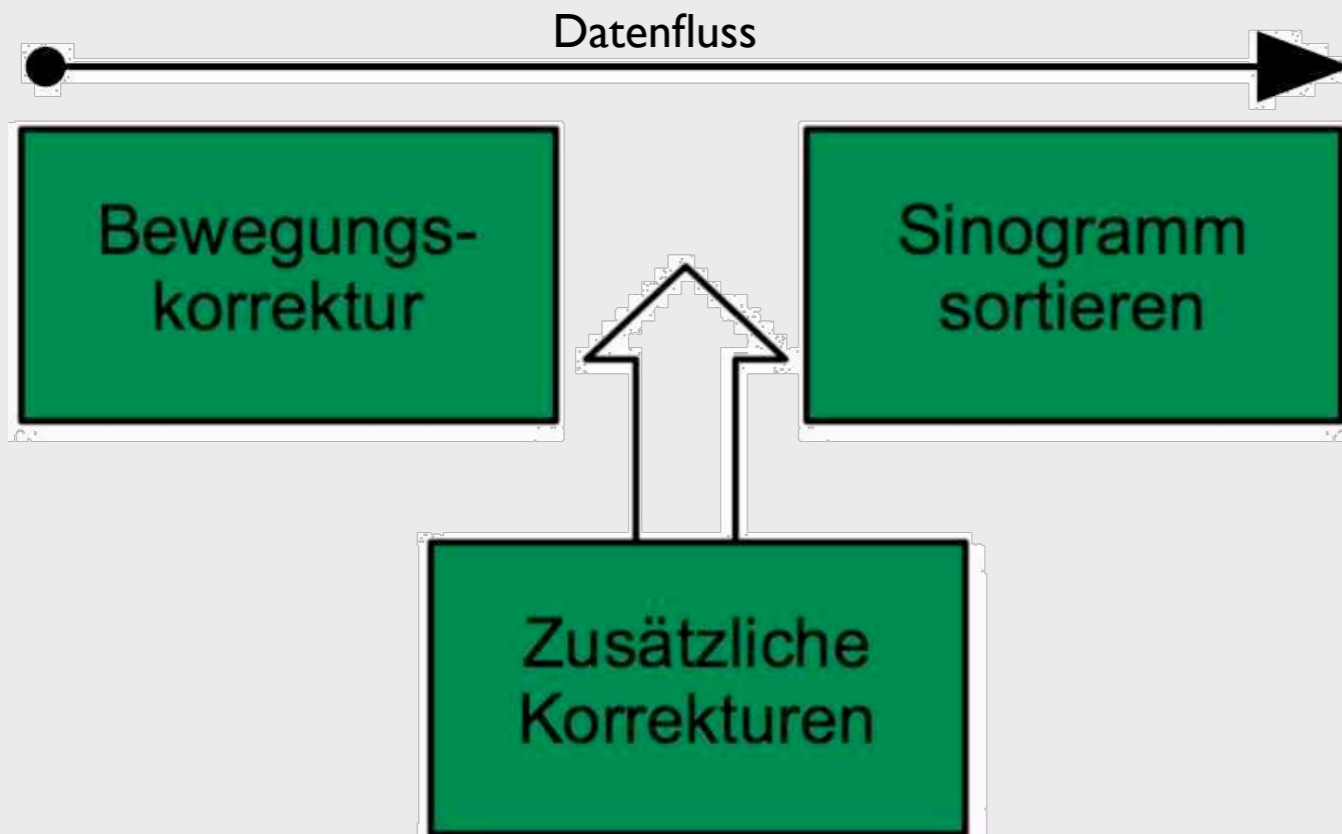 Datenfluss
Bewegungs-
korrektur
Sinogramm
sortieren
Zusätzliche
Korrekturen